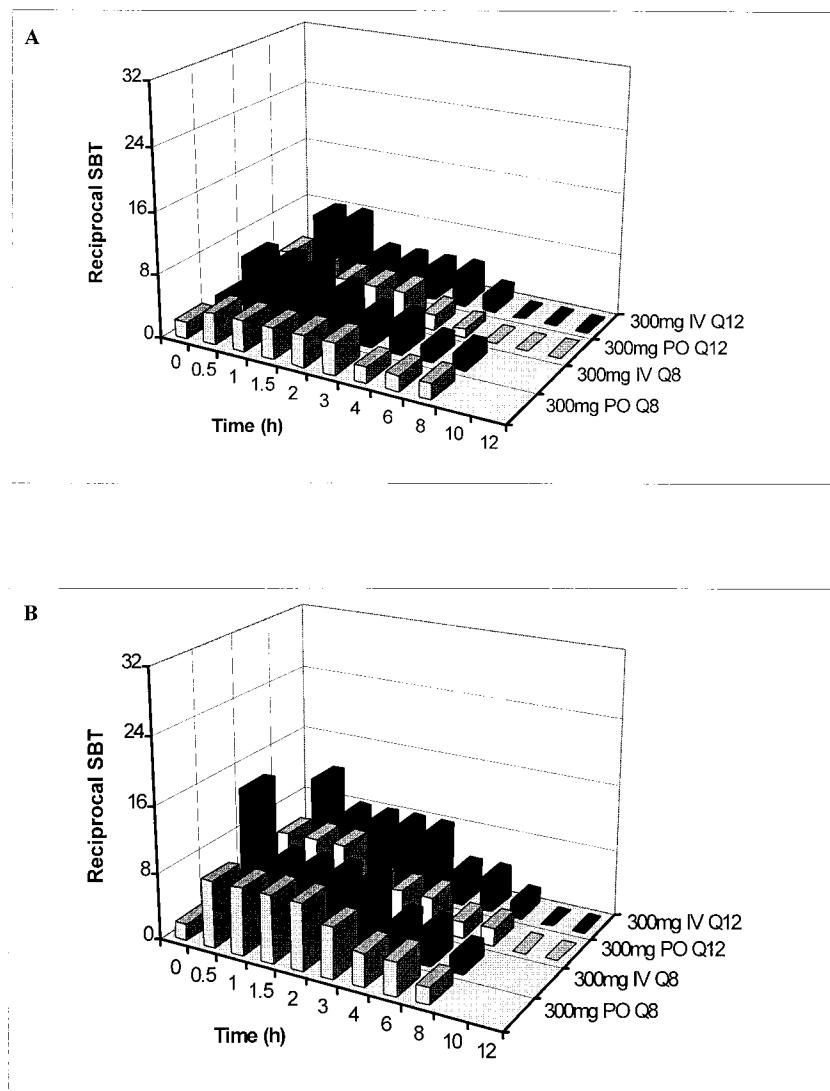 A
Reciprocal SBT
32
24
16
8
0
0 0.5 1 1.5 2 3 4 6 8 10 12
Time (h)
300mg IV Q12
300mg PO Q12
300mg IV Q8
300mg PO Q8
B
Reciprocal SBT
32
24
16
8
0
0 0.5 1 1.5 2 3 4 6 8 10 12
Time (h)
300mg IV Q12
300mg PO Q12
300mg IV Q8
300mg PO Q8